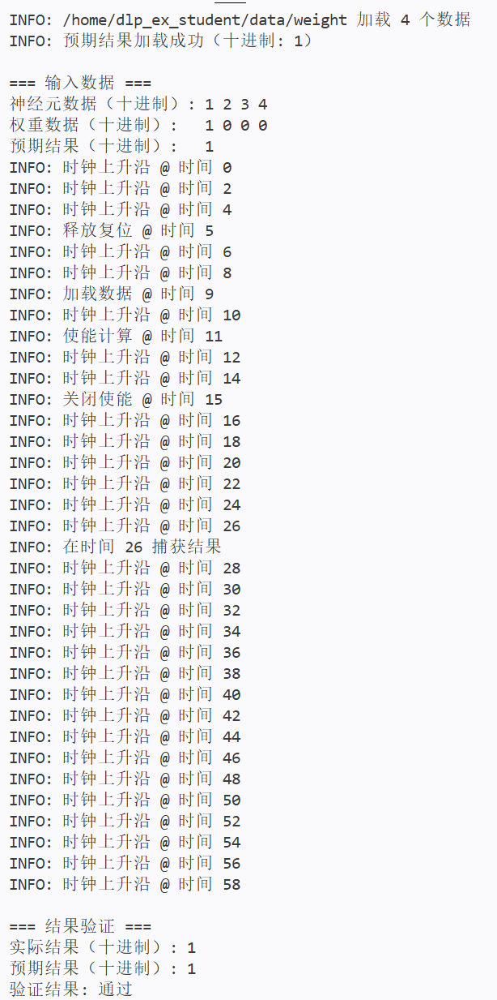 INFO: /home/dlp_ex_student/data/weight 加载 4 个数据
INFO: 预期结果加载成功（十进制: 1）
=== 输入数据 ===
神经元数据（十进制）: 1 2 3 4
权重数据（十进制）: 1 0 0 0
预期结果（十进制）: 1
INFO: 时钟上升沿 @ 时间 0
INFO: 时钟上升沿 @ 时间 2
INFO: 时钟上升沿 @ 时间 4
INFO: 释放复位 @ 时间 5
INFO: 时钟上升沿 @ 时间 6
INFO: 时钟上升沿 @ 时间 8
INFO: 加载数据 @ 时间 9
INFO: 时钟上升沿 @ 时间 10
INFO: 使能计算 @ 时间 11
INFO: 时钟上升沿 @ 时间 12
INFO: 时钟上升沿 @ 时间 14
INFO: 关闭使能 @ 时间 15
INFO: 时钟上升沿 @ 时间 16
INFO: 时钟上升沿 @ 时间 18
INFO: 时钟上升沿 @ 时间 20
INFO: 时钟上升沿 @ 时间 22
INFO: 时钟上升沿 @ 时间 24
INFO: 时钟上升沿 @ 时间 26
INFO: 在时间 26 捕获结果
INFO: 时钟上升沿 @ 时间 28
INFO: 时钟上升沿 @ 时间 30
INFO: 时钟上升沿 @ 时间 32
INFO: 时钟上升沿 @ 时间 34
INFO: 时钟上升沿 @ 时间 36
INFO: 时钟上升沿 @ 时间 38
INFO: 时钟上升沿 @ 时间 40
INFO: 时钟上升沿 @ 时间 42
INFO: 时钟上升沿 @ 时间 44
INFO: 时钟上升沿 @ 时间 46
INFO: 时钟上升沿 @ 时间 48
INFO: 时钟上升沿 @ 时间 50
INFO: 时钟上升沿 @ 时间 52
INFO: 时钟上升沿 @ 时间 54
INFO: 时钟上升沿 @ 时间 56
INFO: 时钟上升沿 @ 时间 58
=== 结果验证 ===
实际结果（十进制）: 1
预期结果（十进制）: 1
验证结果: 通过